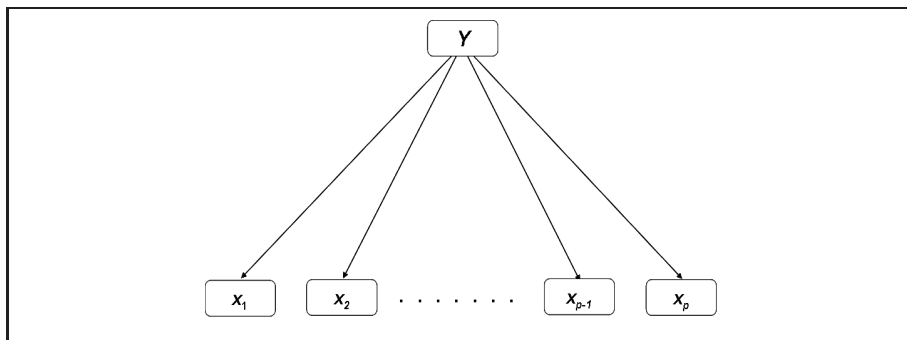 Y
x₁ x₂ . . . . . . . xₚ₋₁ xₚ